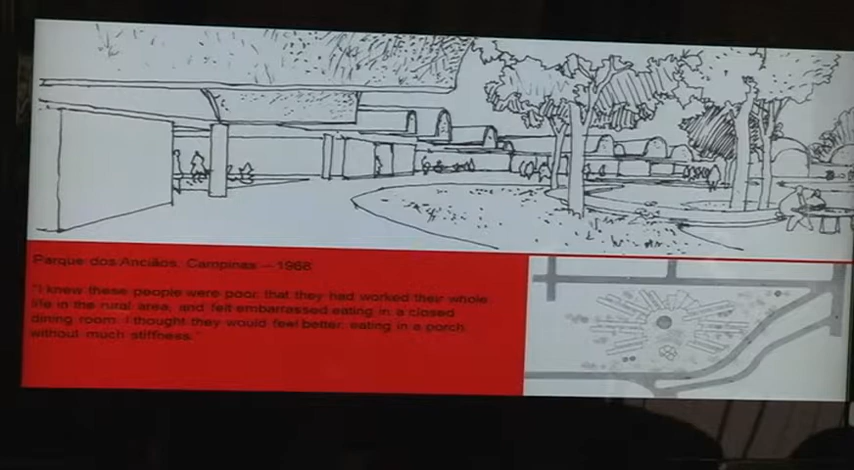 Parque dos Anciãos, Campinas – 1968
"I knew these people were poor, that they had worked their whole
life in the rural area, and felt embarrassed eating in a closed
dining room. I thought they would feel better, eating in a porch
without much stiffness."